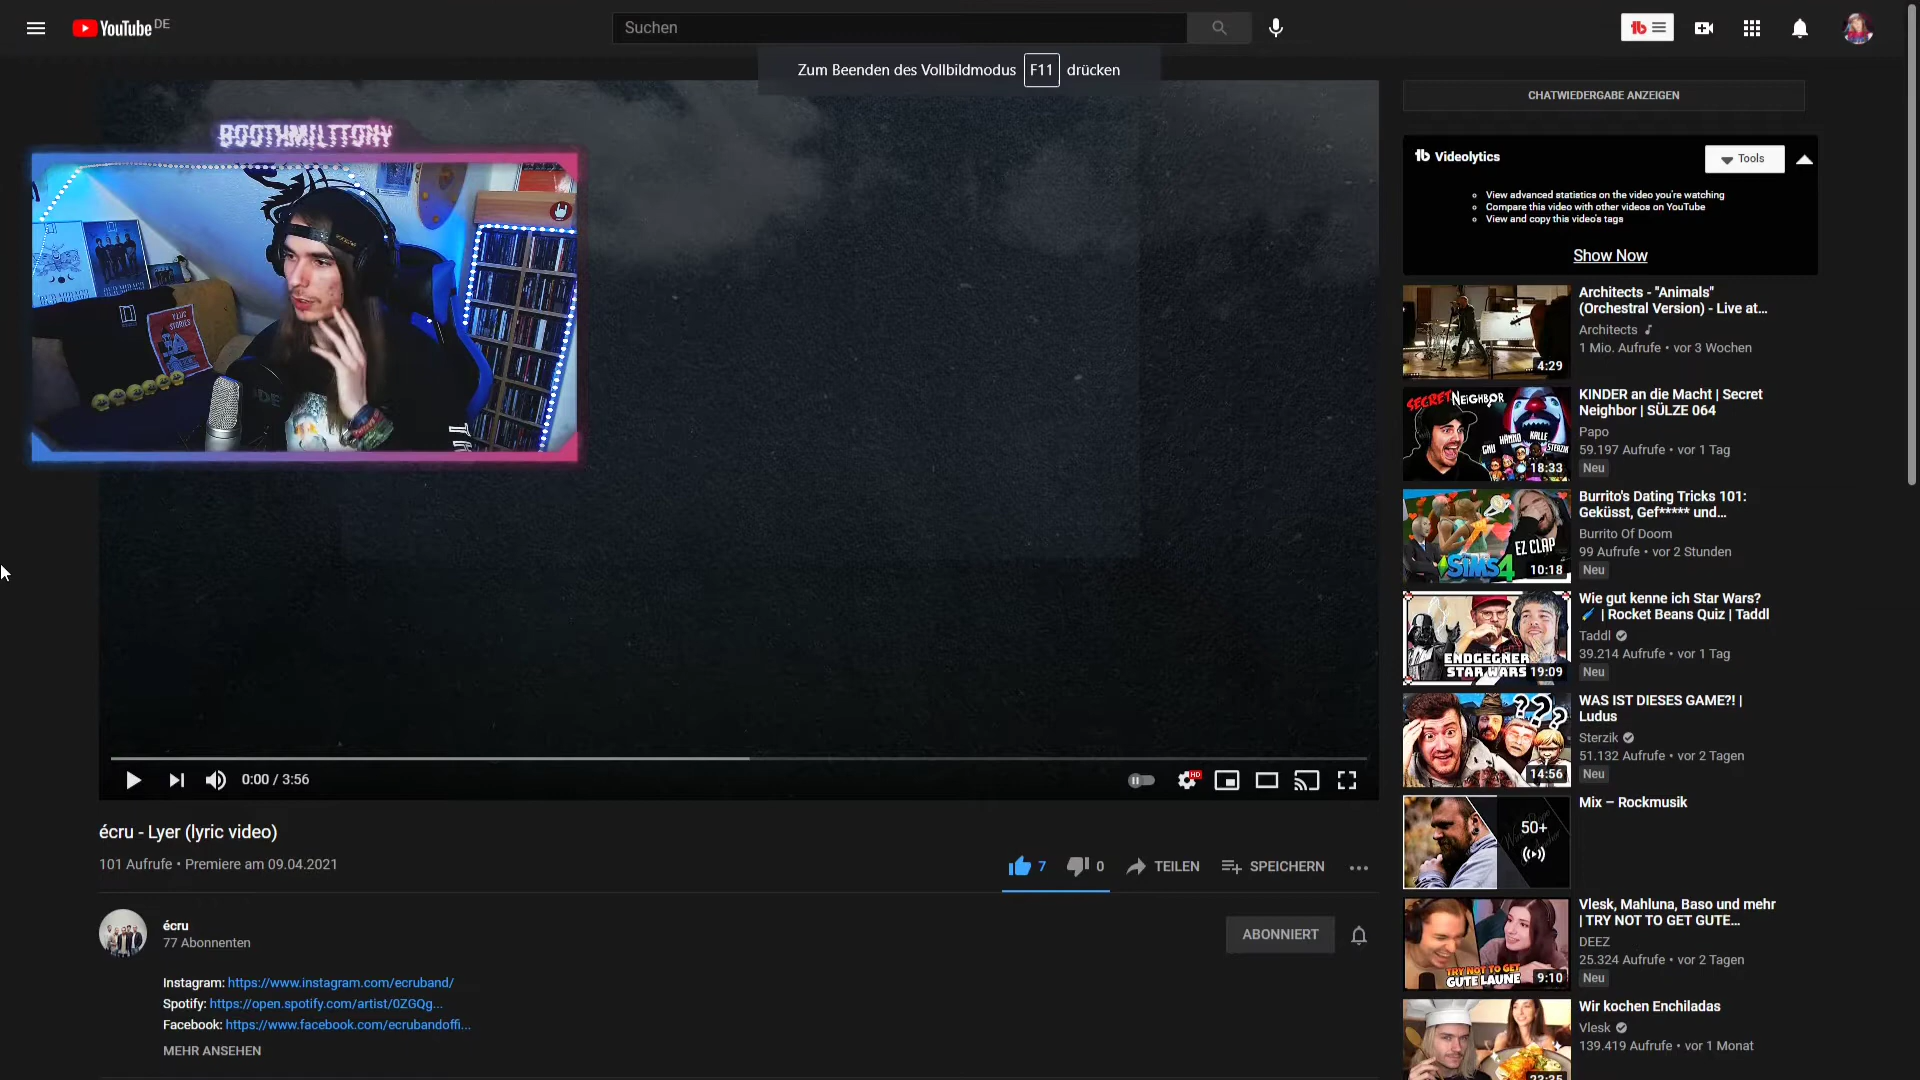 YouTube DE
Suchen
Zum Beenden des Vollbildmodus F11 drücken
BOOTHMILTTONY
0:00 / 3:56
HD
écru - Lyer (lyric video)
101 Aufrufe • Premiere am 09.04.2021
7
0
TEILEN
SPEICHERN
écru
77 Abonnenten
ABONNIERT
Instagram: https://www.instagram.com/ecruband/
Spotify: https://open.spotify.com/artist/0ZGQg...
Facebook: https://www.facebook.com/ecrubandoffi...
MEHR ANSEHEN
CHATWIEDERGABE ANZEIGEN
Videolytics
Tools
View advanced statistics on the video you're watching
Compare this video with other videos on YouTube
View and copy this video's tags
Show Now
Architects - "Animals"
(Orchestral Version) - Live at...
Architects
1 Mio. Aufrufe • vor 3 Wochen
4:29
KINDER an die Macht | Secret
Neighbor | SÜLZE 064
Papo
59.197 Aufrufe • vor 1 Tag
Neu
SECRET NEIGHBOR
GNU HANNO KALLE STERZIK
18:33
Burrito's Dating Tricks 101:
Geküsst, Gef***** und...
Burrito Of Doom
99 Aufrufe • vor 2 Stunden
Neu
EZ CLAP
SIMS 4
10:18
Wie gut kenne ich Star Wars?
| Rocket Beans Quiz | Taddl
Taddl
39.214 Aufrufe • vor 1 Tag
Neu
ENDGEGNER
STAR WARS
19:09
WAS IST DIESES GAME?! |
Ludus
Sterzik
51.132 Aufrufe • vor 2 Tagen
Neu
???
14:56
Mix – Rockmusik
50+
Vlesk, Mahluna, Baso und mehr
| TRY NOT TO GET GUTE...
DEEZ
25.324 Aufrufe • vor 2 Tagen
Neu
TRY NOT TO GET
GUTE LAUNE
9:10
Wir kochen Enchiladas
Vlesk
139.419 Aufrufe • vor 1 Monat